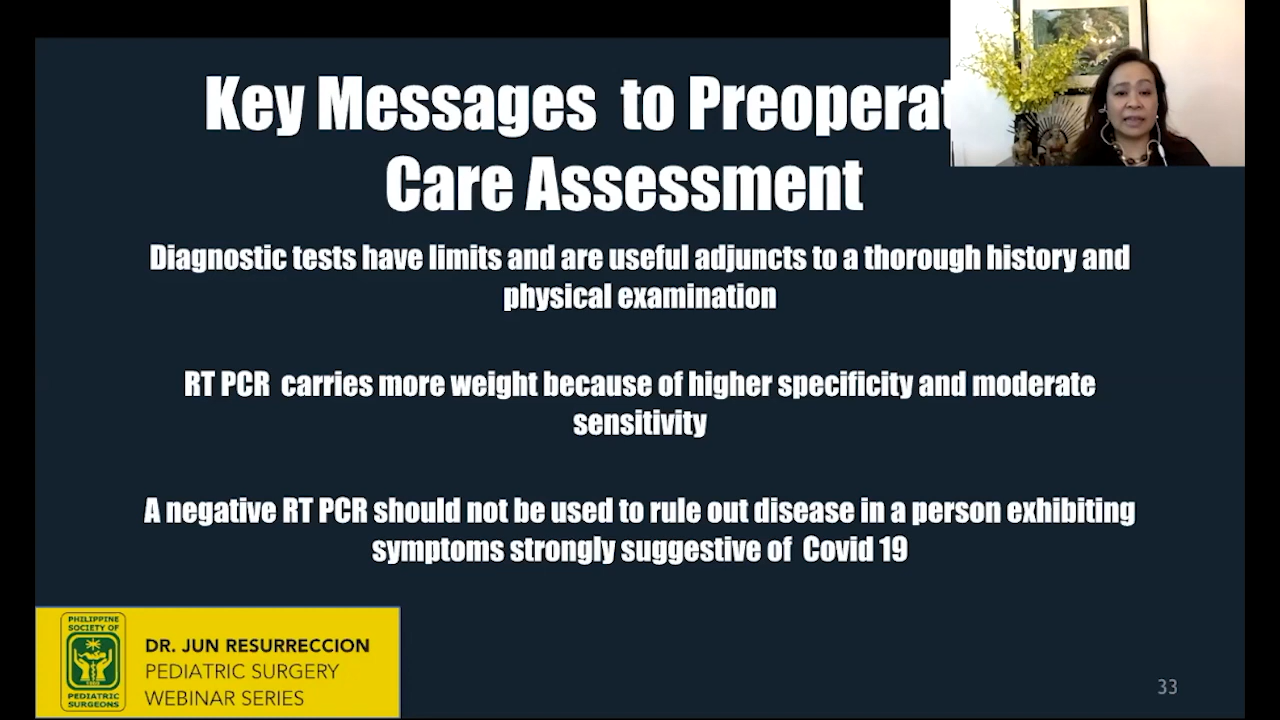 Key Messages to Preoperat
Care Assessment
Diagnostic tests have limits and are useful adjuncts to a thorough history and
physical examination
RT PCR carries more weight because of higher specificity and moderate
sensitivity
A negative RT PCR should not be used to rule out disease in a person exhibiting
symptoms strongly suggestive of Covid 19
PHILIPPINE
SOCIETY OF
PEDIATRIC
SURGEONS
DR. JUN RESURRECCION
PEDIATRIC SURGERY
WEBINAR SERIES
33